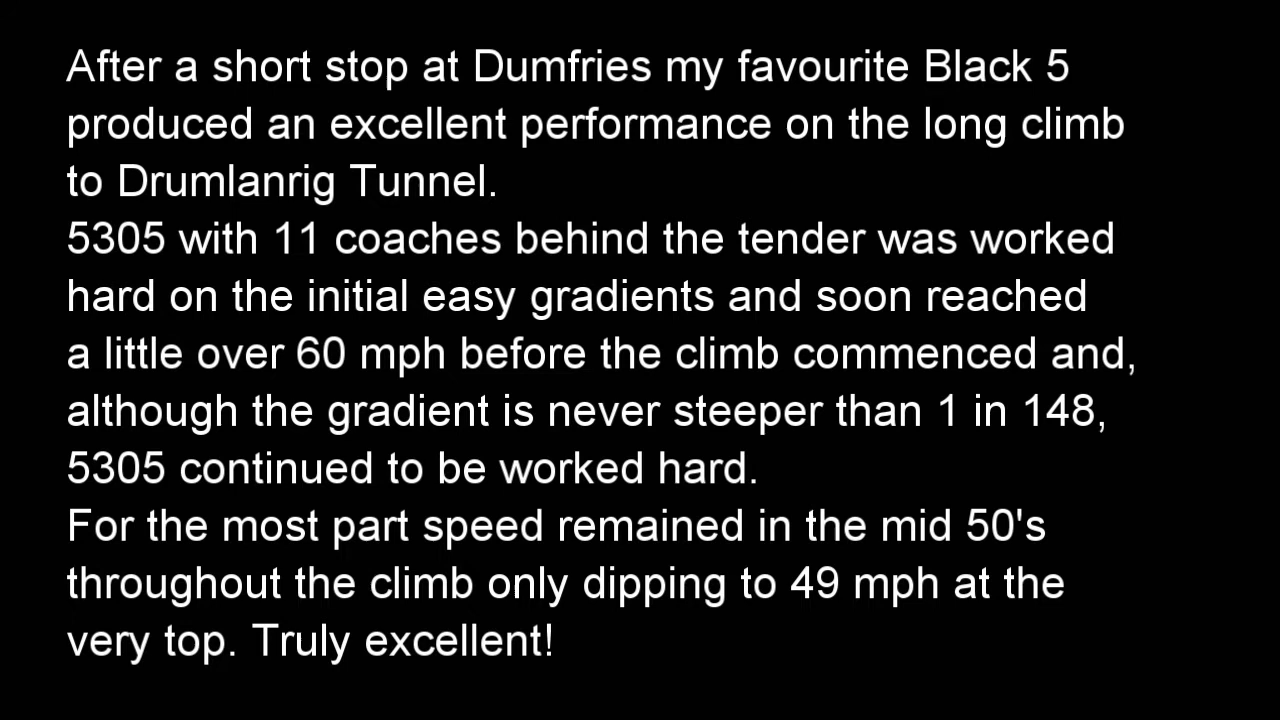 After a short stop at Dumfries my favourite Black 5
produced an excellent performance on the long climb
to Drumlanrig Tunnel.
5305 with 11 coaches behind the tender was worked
hard on the initial easy gradients and soon reached
a little over 60 mph before the climb commenced and,
although the gradient is never steeper than 1 in 148,
5305 continued to be worked hard.
For the most part speed remained in the mid 50's
throughout the climb only dipping to 49 mph at the
very top. Truly excellent!